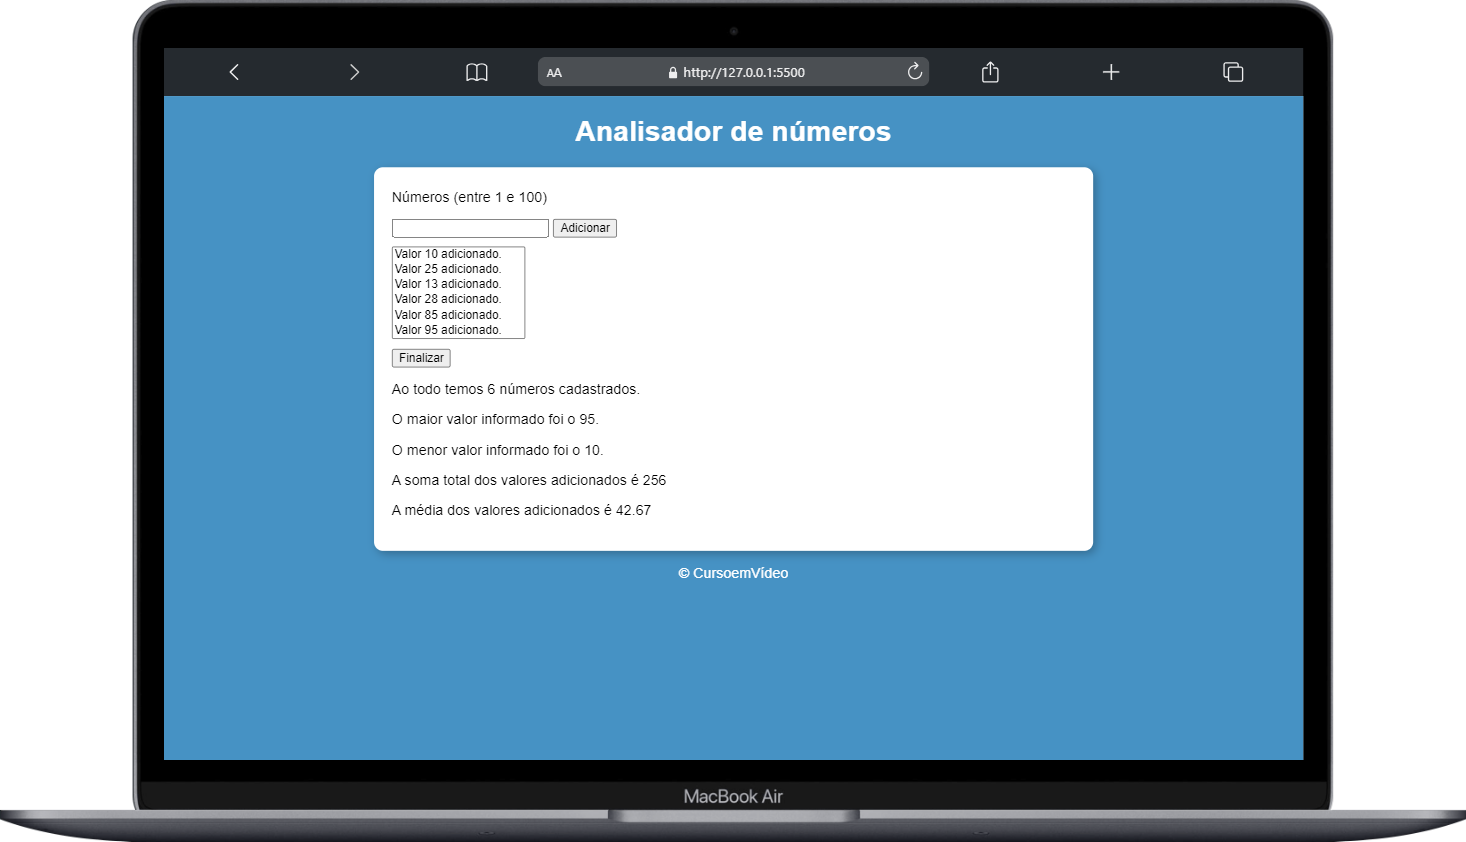 AA
http://127.0.0.1:5500
Analisador de números
Números (entre 1 e 100)
Adicionar
Valor 10 adicionado.
Valor 25 adicionado.
Valor 13 adicionado.
Valor 28 adicionado.
Valor 85 adicionado.
Valor 95 adicionado.
Finalizar
Ao todo temos 6 números cadastrados.
O maior valor informado foi o 95.
O menor valor informado foi o 10.
A soma total dos valores adicionados é 256
A média dos valores adicionados é 42.67
© CursoemVídeo
MacBook Air